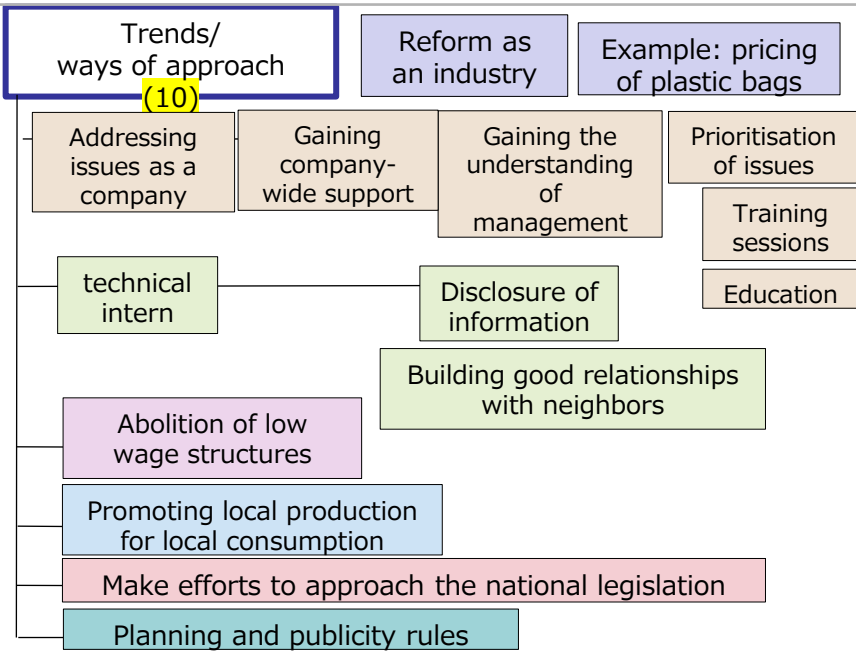 Trends/
ways of approach
(10)
Reform as
an industry
Example: pricing
of plastic bags
Addressing
issues as a
company
Gaining
company-
wide support
Gaining the
understanding
of
management
Prioritisation
of issues
Training
sessions
Education
technical
intern
Disclosure of
information
Building good relationships
with neighbors
Abolition of low
wage structures
Promoting local production
for local consumption
Make efforts to approach the national legislation
Planning and publicity rules